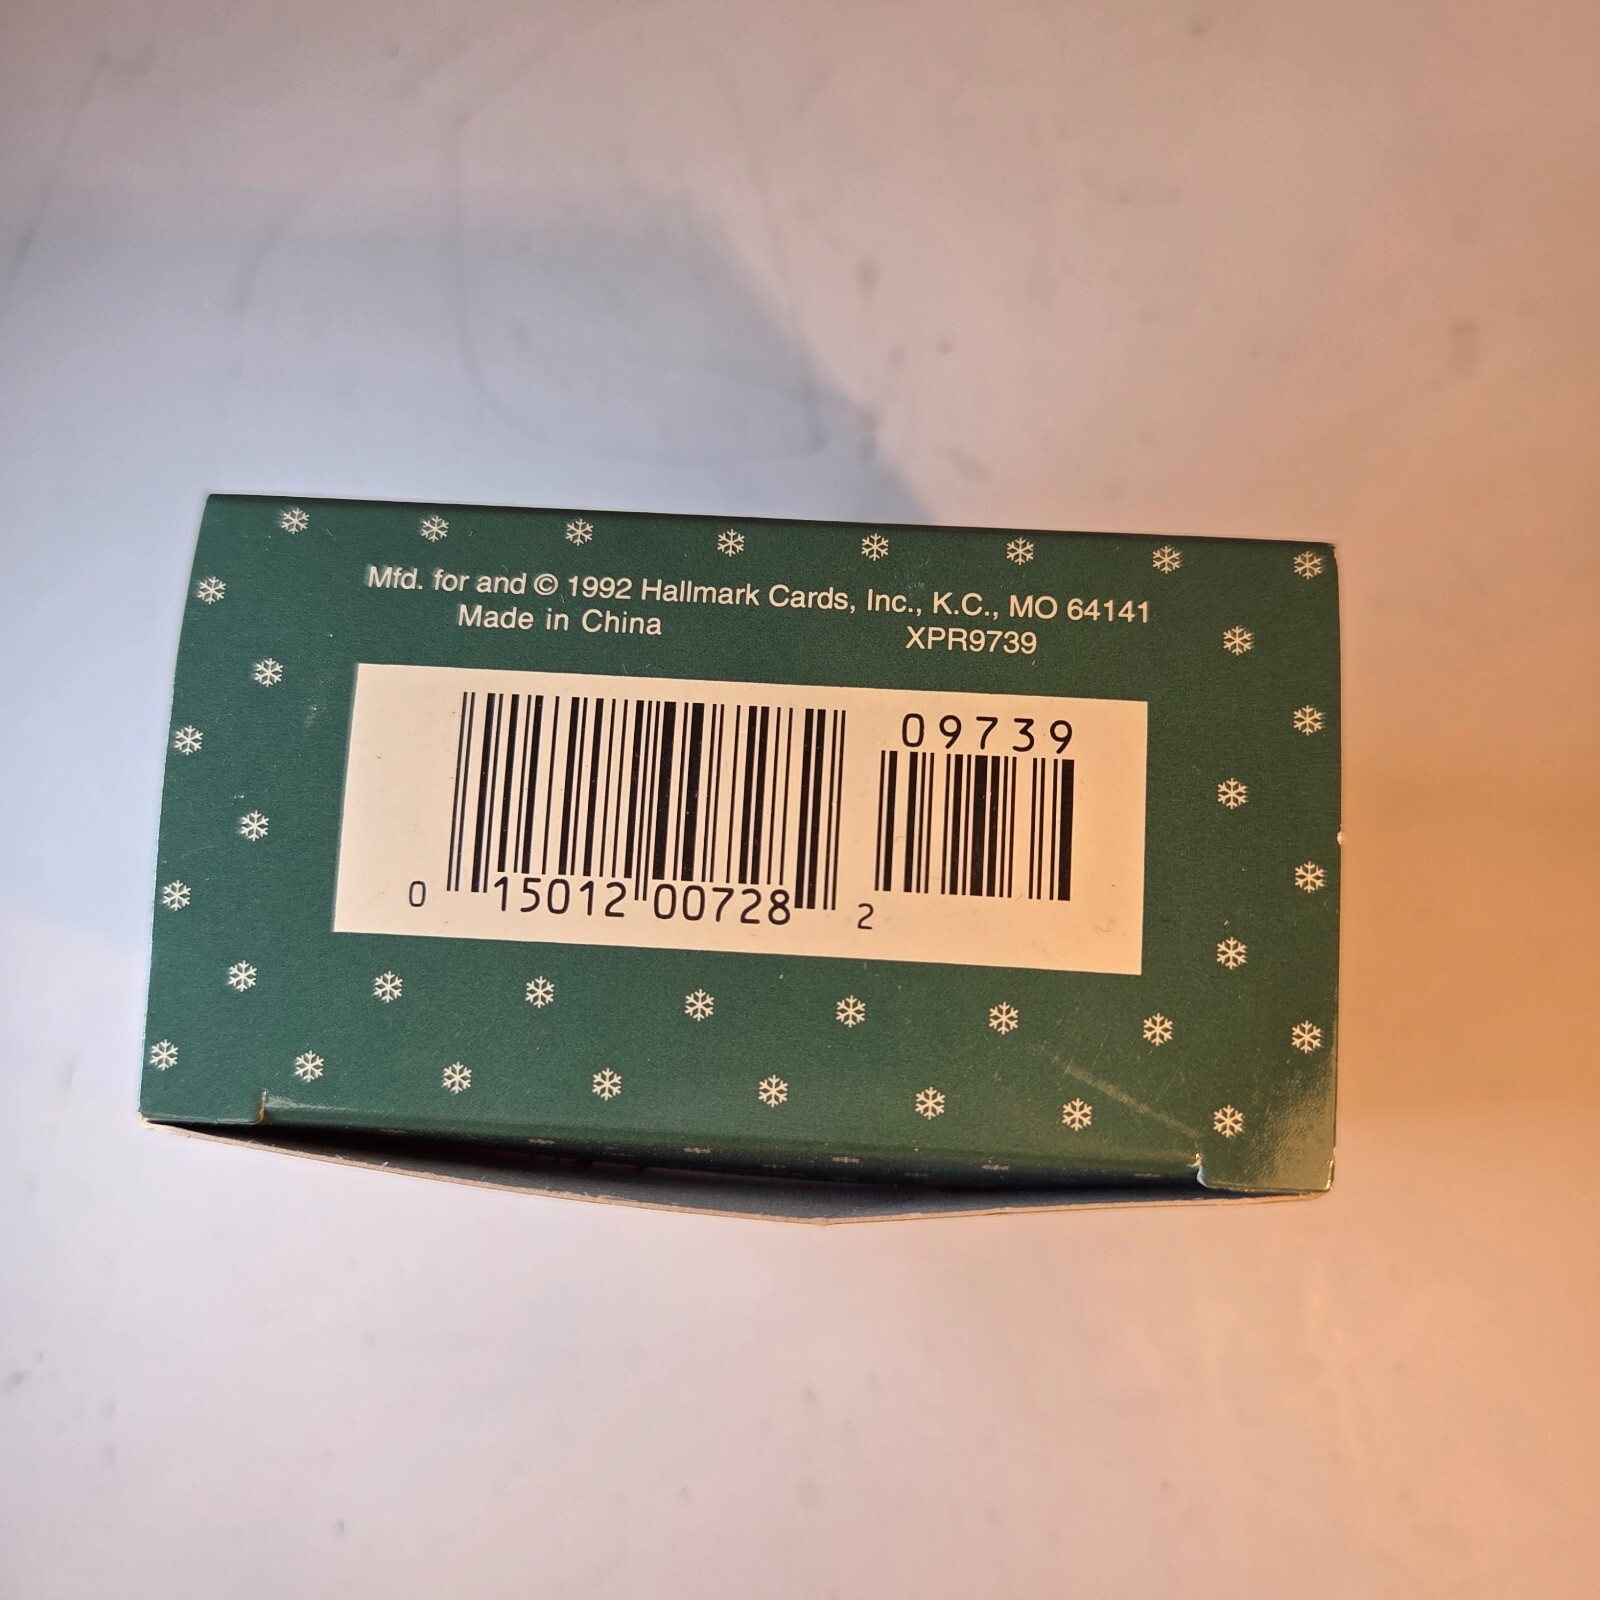 Mfd. for and © 1992 Hallmark Cards, Inc., K.C., MO 64141
Made in China XPR9739
09739
0 15012 00728 2